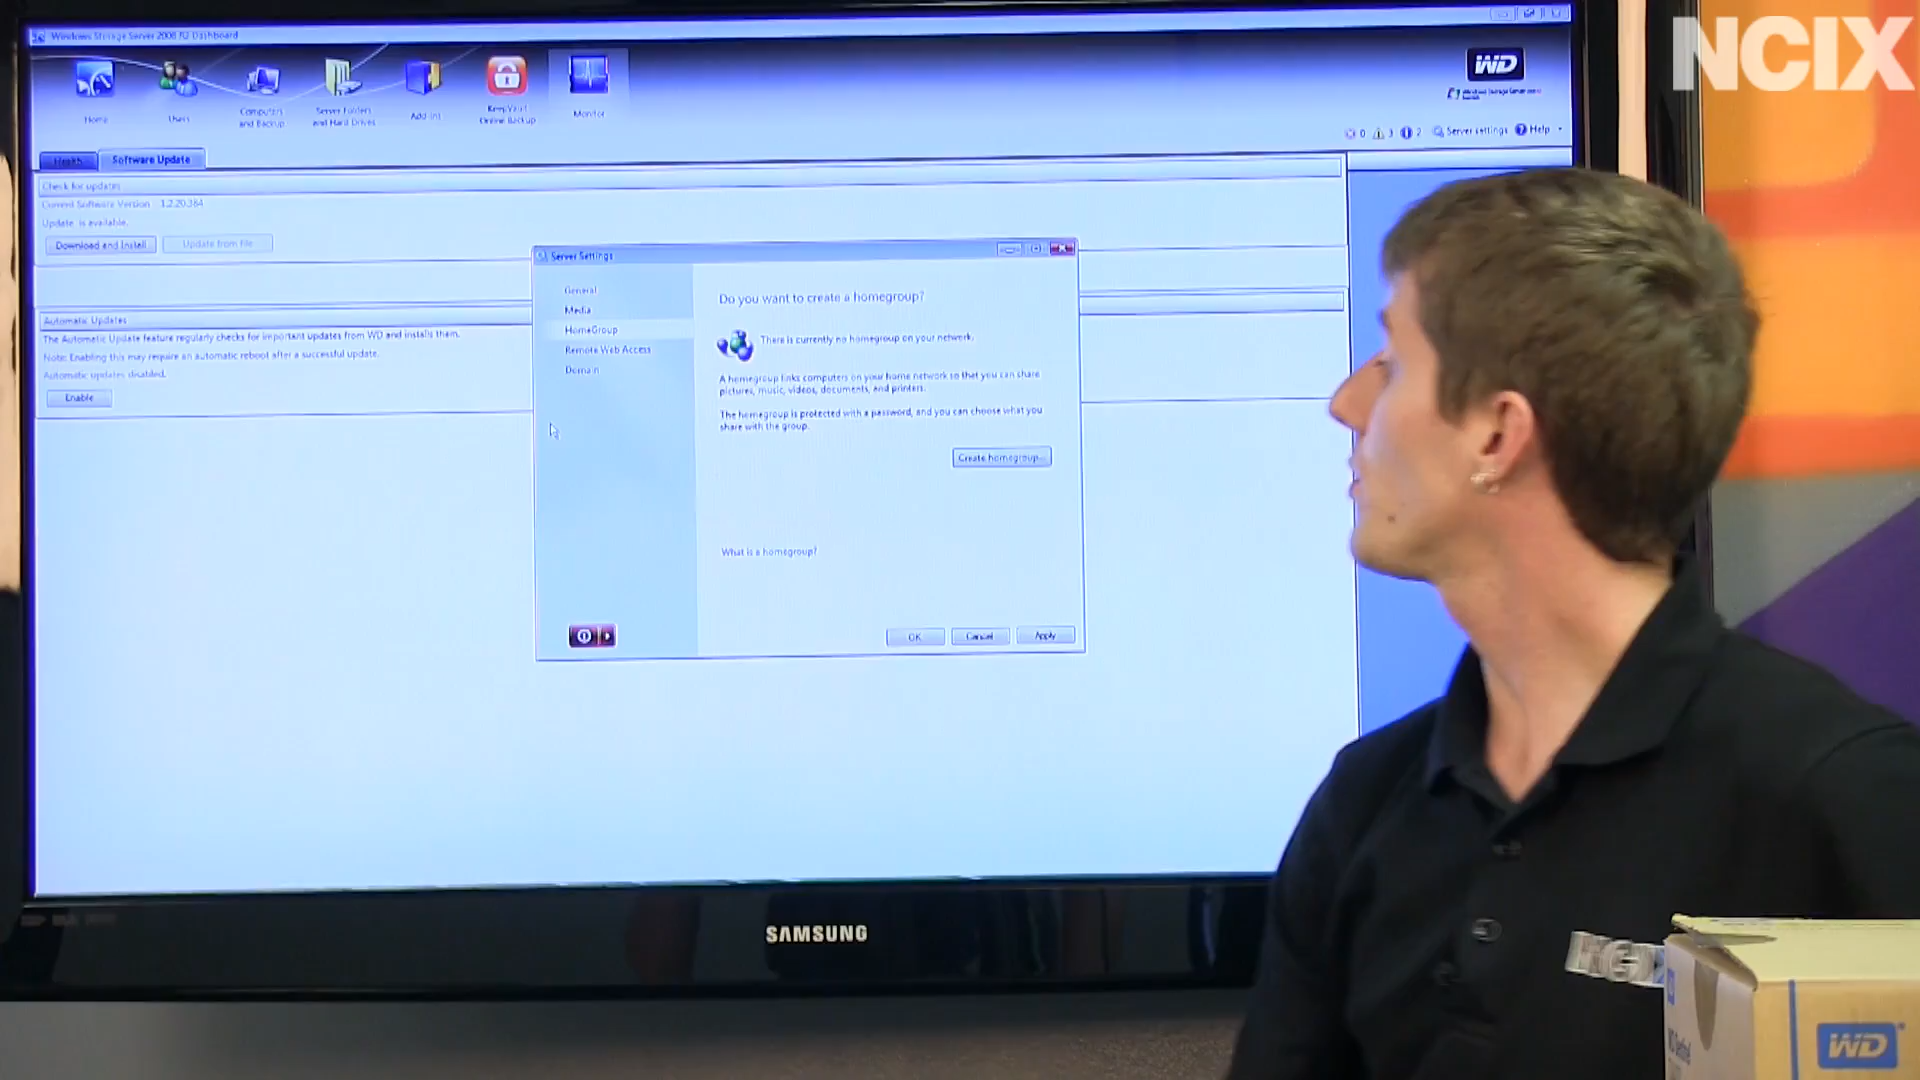 NCIX
Windows Storage Server 2008 R2 Dashboard
Home
Users
Computers
and Backup
Server Folders
and Hard Drives
Add-ins
KeepVault
Online Backup
Monitor
WD
0 3 2 Server settings Help
Health
Software Update
Check for updates
Current Software Version 1.2.20.364
Update is available.
Download and Install
Update from file
Automatic Updates
The Automatic Update feature regularly checks for important updates from WD and installs them.
Note: Enabling this may require an automatic reboot after a successful update.
Automatic updates disabled.
Enable
Server Settings
General
Media
HomeGroup
Remote Web Access
Domain
Do you want to create a homegroup?
There is currently no homegroup on your network.
A homegroup links computers on your home network so that you can share
pictures, music, videos, documents, and printers.
The homegroup is protected with a password, and you can choose what you
share with the group.
Create homegroup...
What is a homegroup?
OK
Cancel
Apply
SAMSUNG
WD